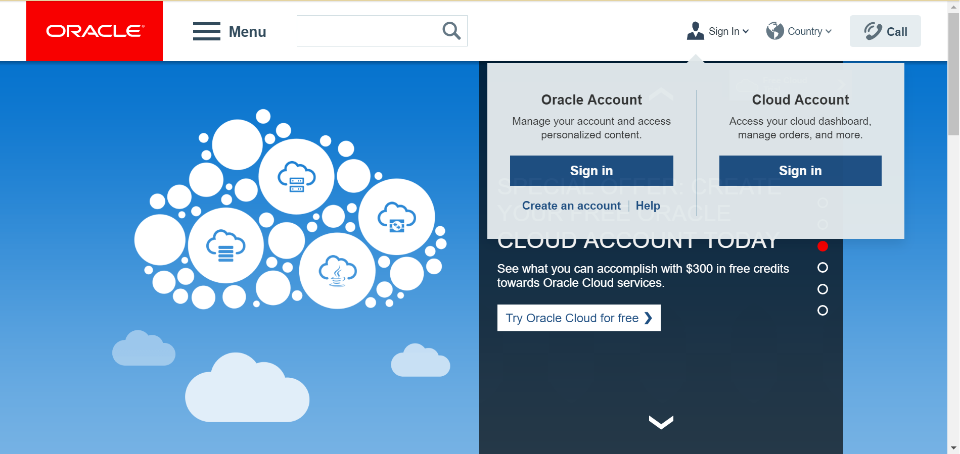 ORACLE
Menu
Sign In
Country
Call
Oracle Account
Manage your account and access
personalized content.
Sign in
Create an account | Help
Cloud Account
Access your cloud dashboard,
manage orders, and more.
Sign in
SPECIAL OFFER: CREATE
YOUR FREE ORACLE
CLOUD ACCOUNT TODAY
See what you can accomplish with $300 in free credits
towards Oracle Cloud services.
Try Oracle Cloud for free